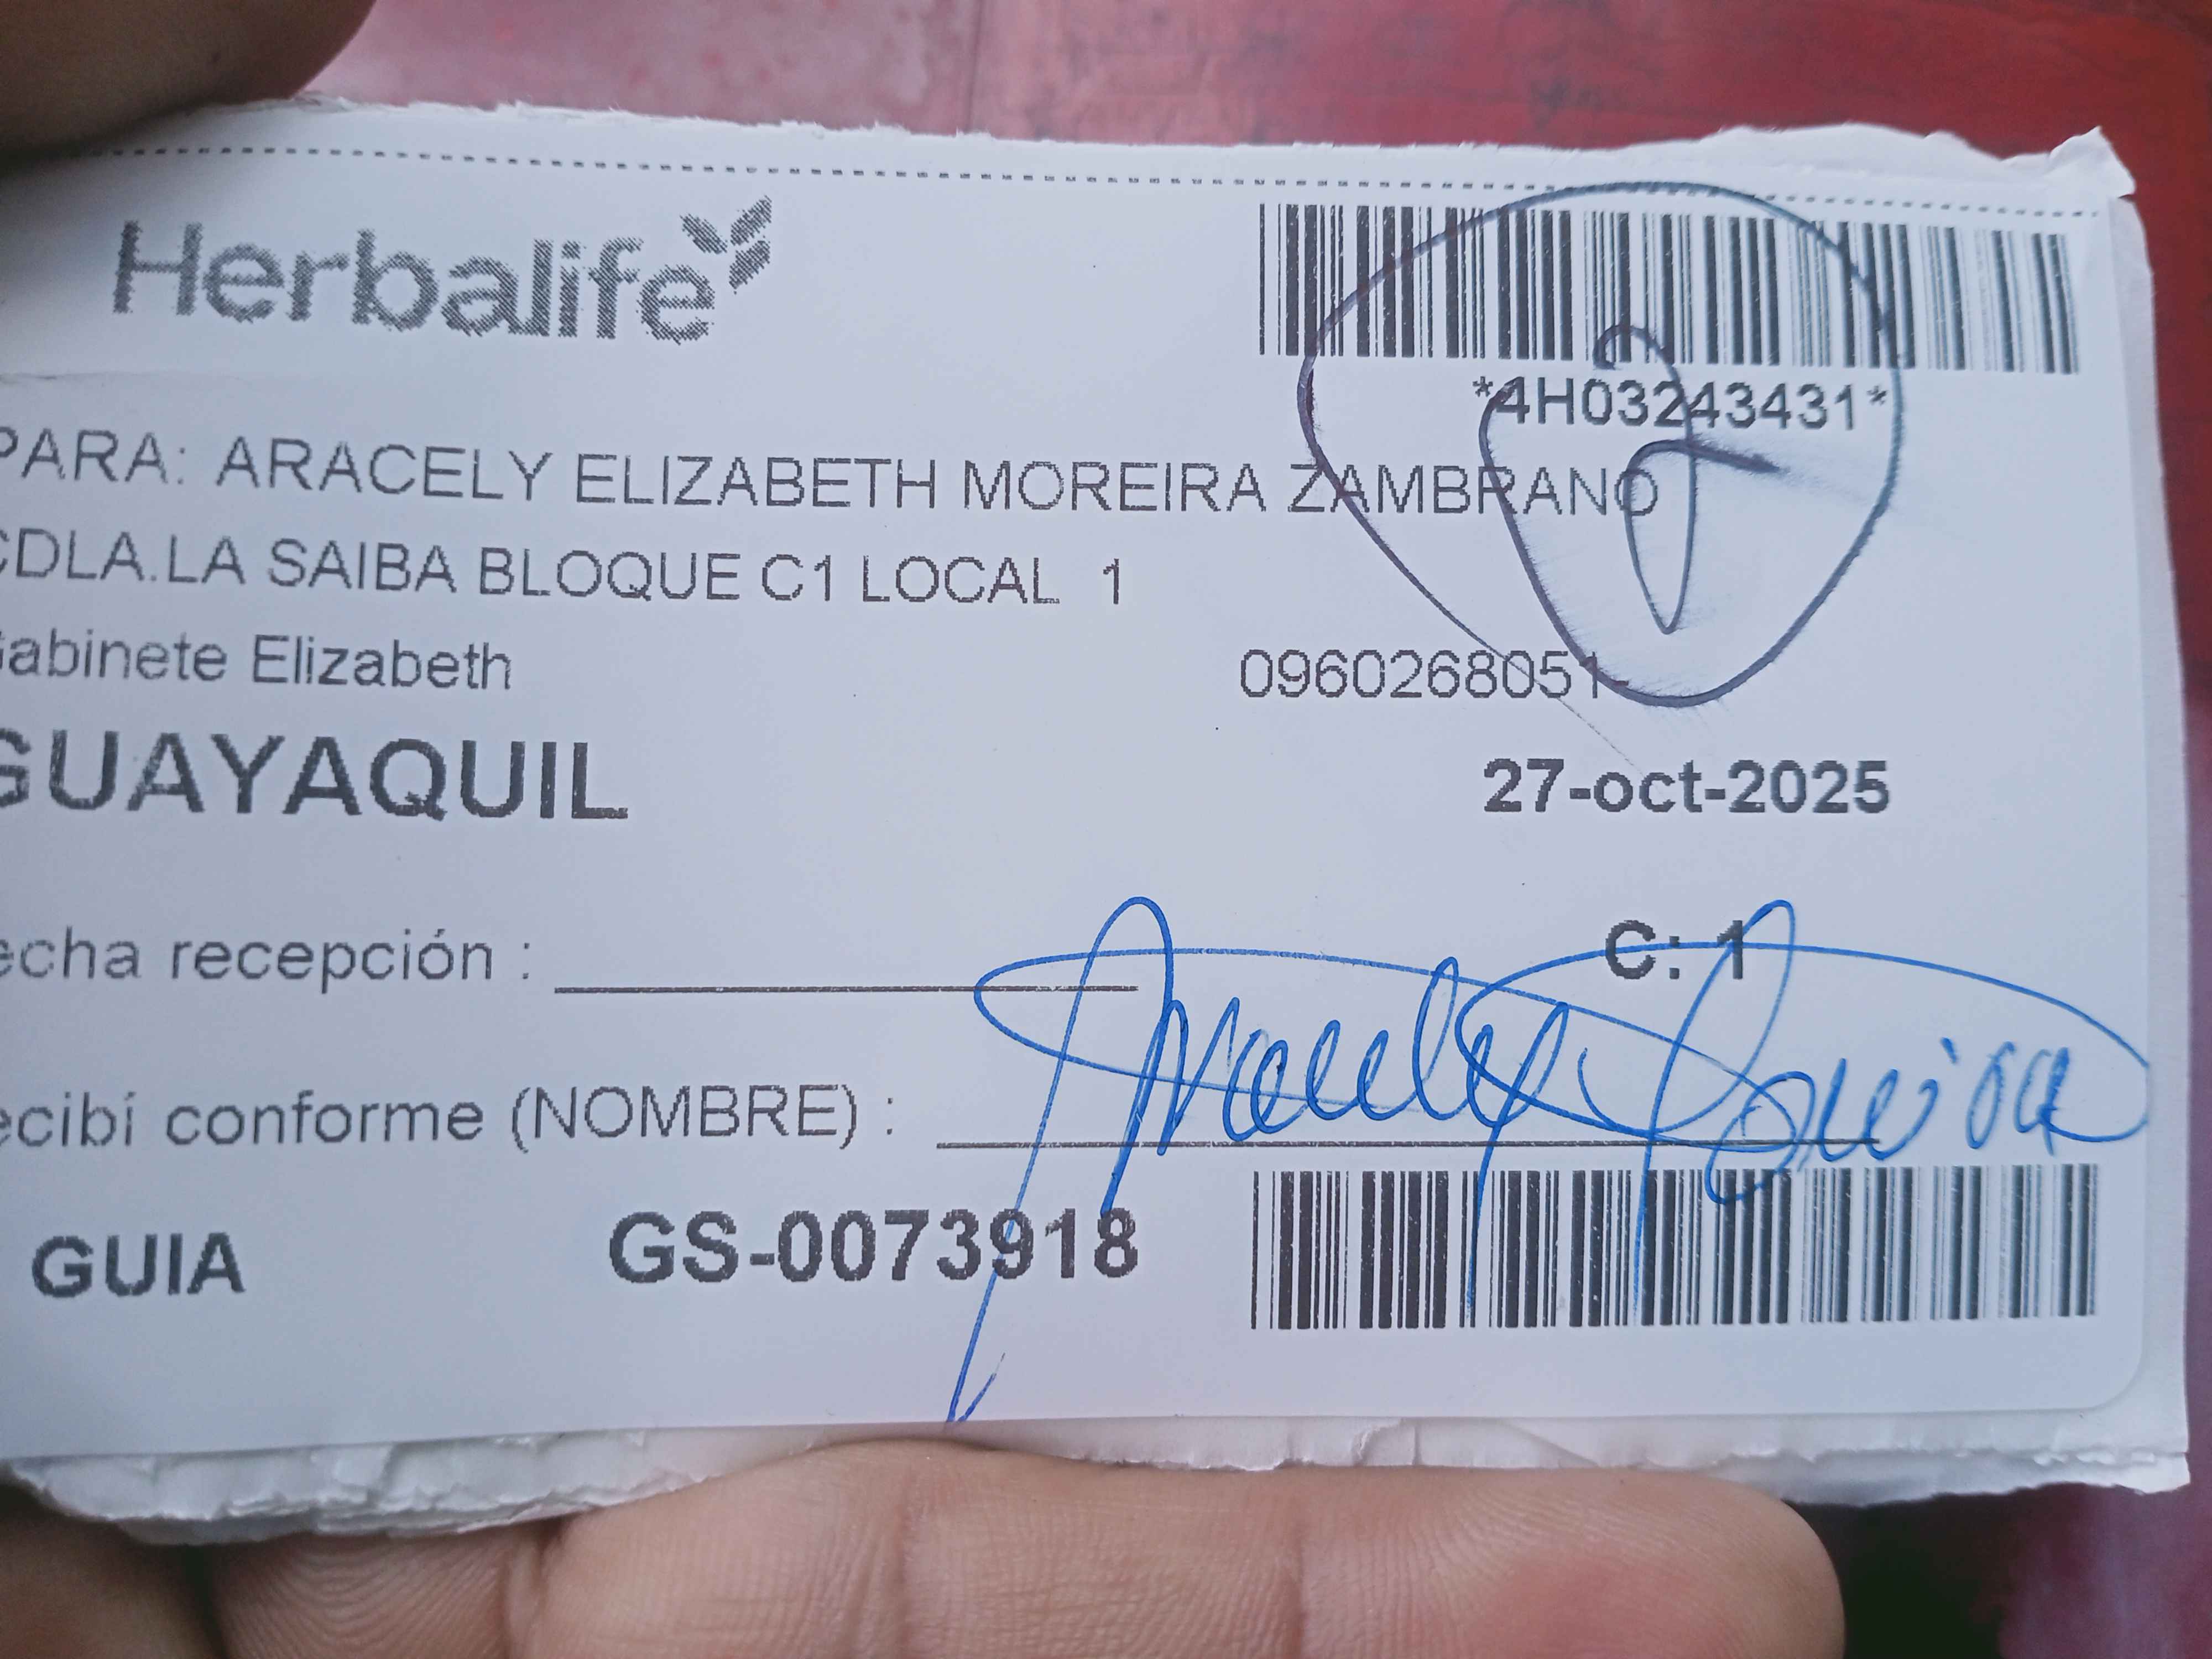 Herbalife
*4H03243431*
PARA: ARACELY ELIZABETH MOREIRA ZAMBRANO
CDLA.LA SAIBA BLOQUE C1 LOCAL 1
Gabinete Elizabeth
0960268051
GUAYAQUIL
27-oct-2025
echa recepción :
C: 1
ecibí conforme (NOMBRE) :
GUIA GS-0073918